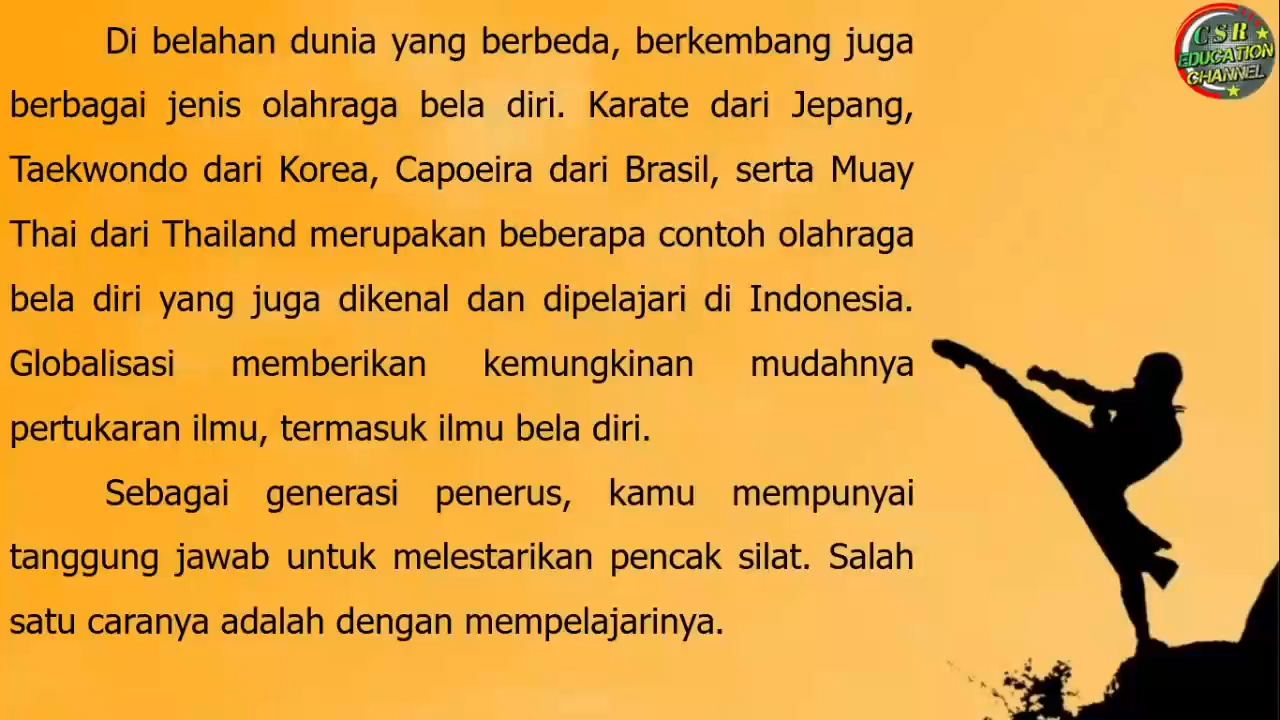 Di belahan dunia yang berbeda, berkembang juga
berbagai jenis olahraga bela diri. Karate dari Jepang,
Taekwondo dari Korea, Capoeira dari Brasil, serta Muay
Thai dari Thailand merupakan beberapa contoh olahraga
bela diri yang juga dikenal dan dipelajari di Indonesia.
Globalisasi memberikan kemungkinan mudahnya
pertukaran ilmu, termasuk ilmu bela diri.
Sebagai generasi penerus, kamu mempunyai
tanggung jawab untuk melestarikan pencak silat. Salah
satu caranya adalah dengan mempelajarinya.
CSR
EDUCATION
CHANNEL